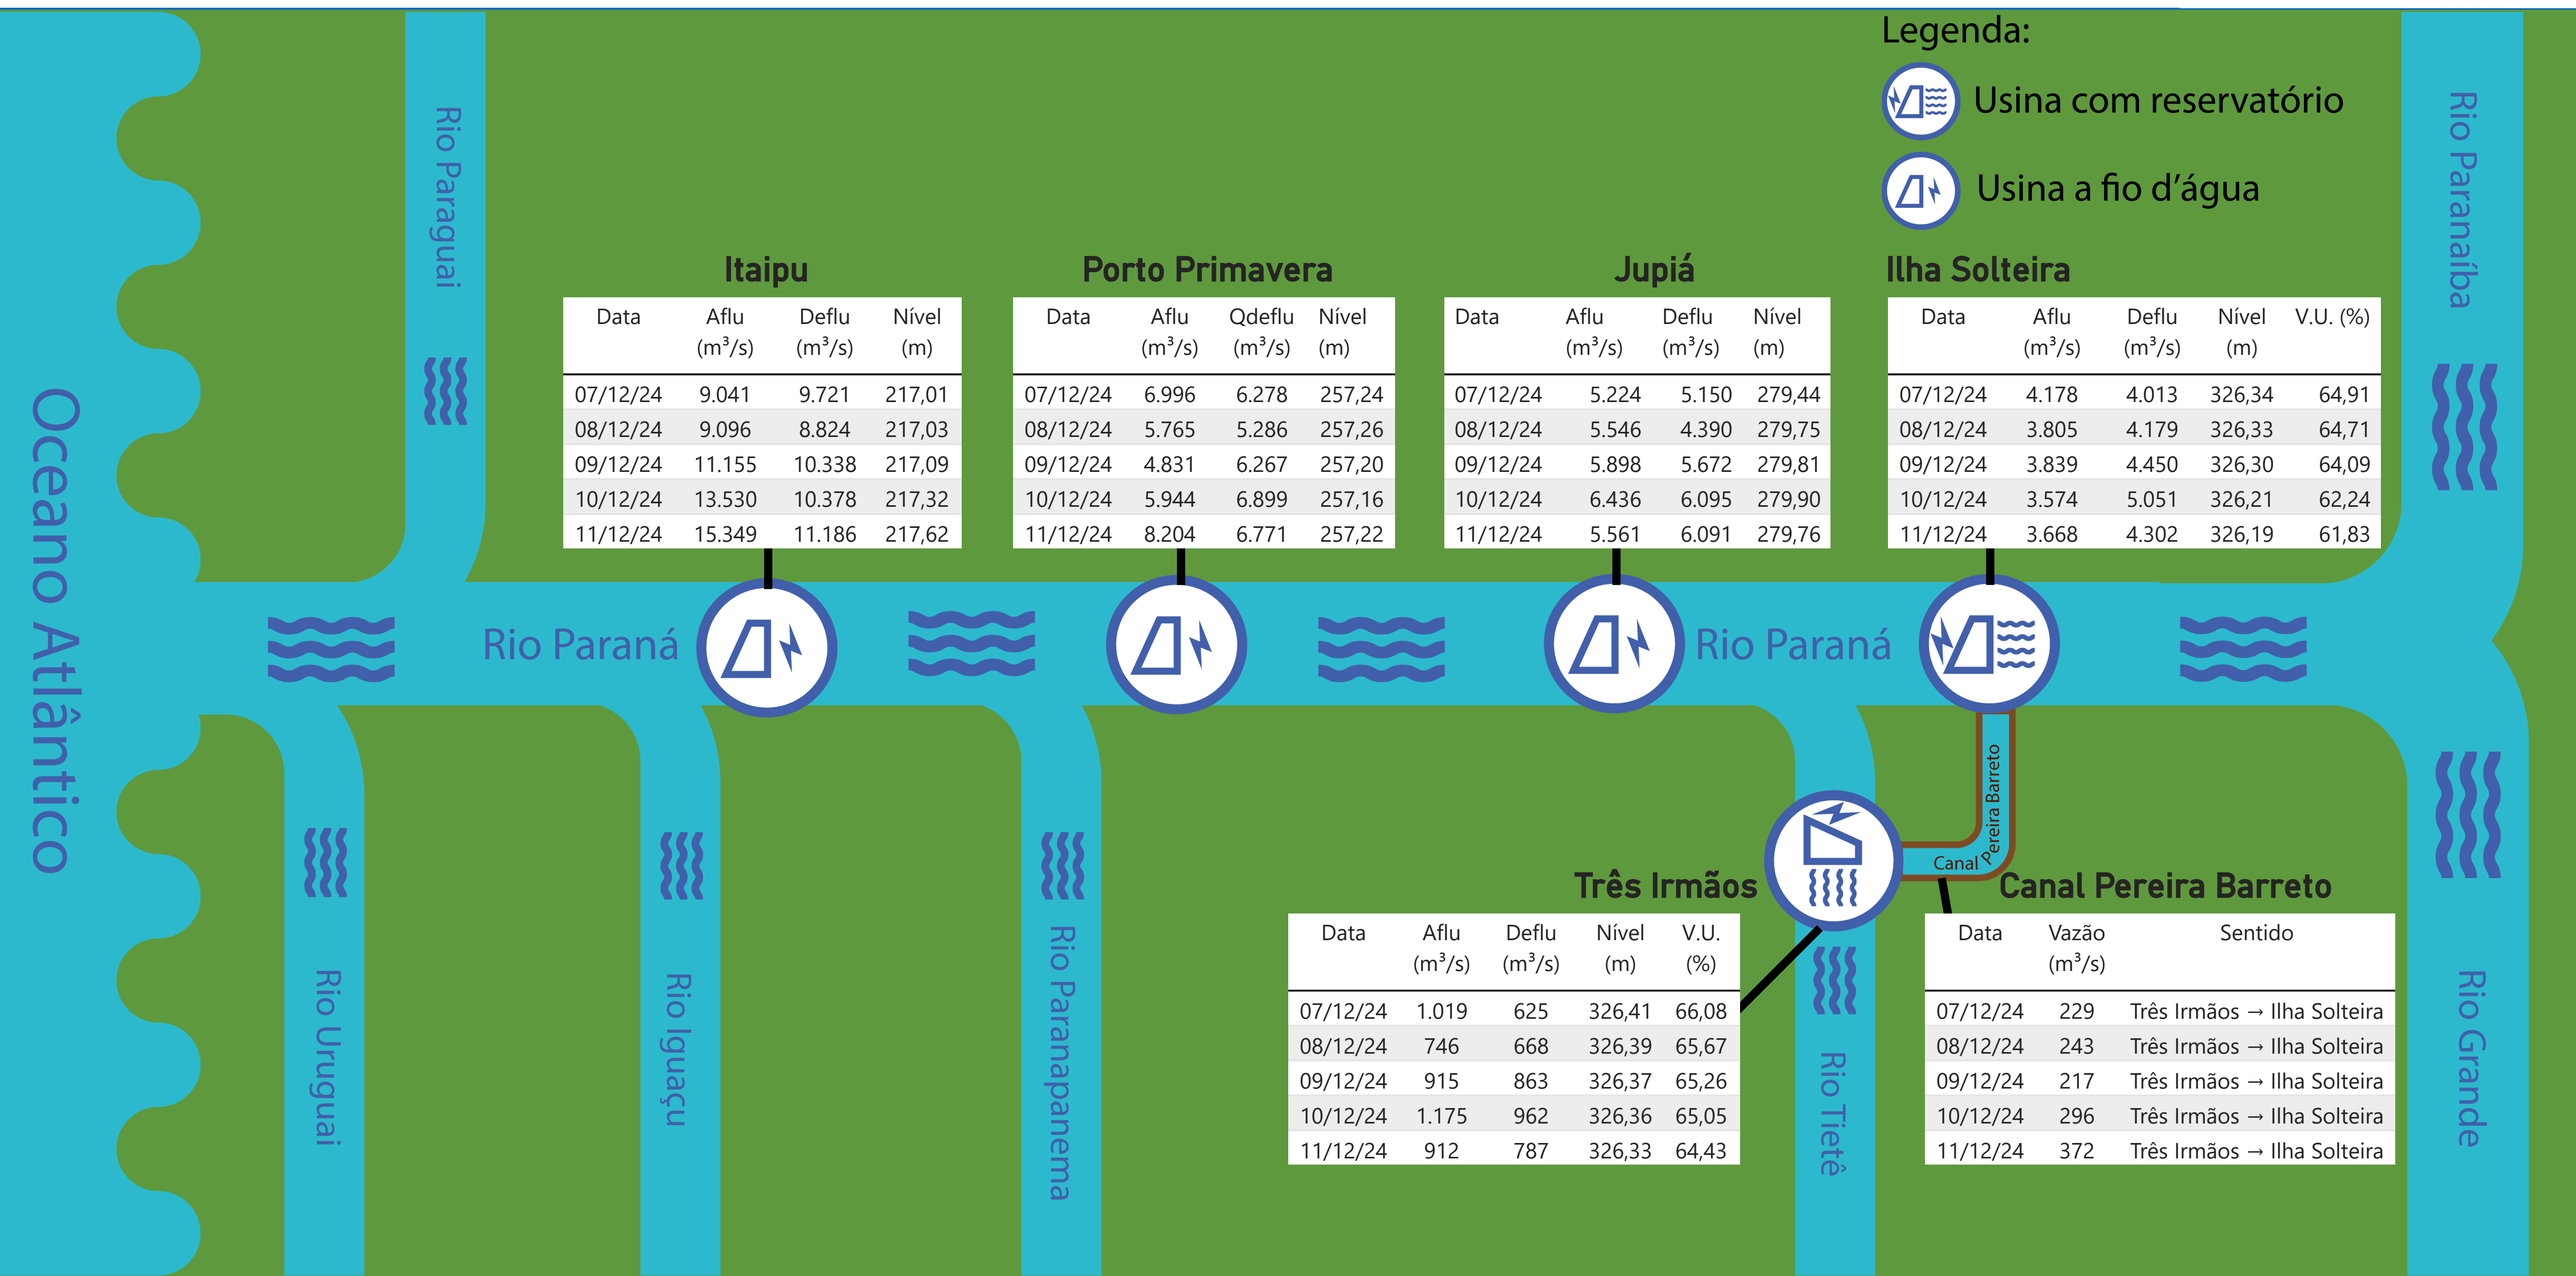 Legenda:
Usina com reservatório
Usina a fio d’água
Oceano Atlântico
Rio Paraguai
Rio Paranaíba
Itaipu
Data Aflu Deflu Nível
(m³/s) (m³/s) (m)
07/12/24 9.041 9.721 217,01
08/12/24 9.096 8.824 217,03
09/12/24 11.155 10.338 217,09
10/12/24 13.530 10.378 217,32
11/12/24 15.349 11.186 217,62
Porto Primavera
Data Aflu Qdeflu Nível
(m³/s) (m³/s) (m)
07/12/24 6.996 6.278 257,24
08/12/24 5.765 5.286 257,26
09/12/24 4.831 6.267 257,20
10/12/24 5.944 6.899 257,16
11/12/24 8.204 6.771 257,22
Jupiá
Data Aflu Deflu Nível
(m³/s) (m³/s) (m)
07/12/24 5.224 5.150 279,44
08/12/24 5.546 4.390 279,75
09/12/24 5.898 5.672 279,81
10/12/24 6.436 6.095 279,90
11/12/24 5.561 6.091 279,76
Ilha Solteira
Data Aflu Deflu Nível V.U. (%)
(m³/s) (m³/s) (m)
07/12/24 4.178 4.013 326,34 64,91
08/12/24 3.805 4.179 326,33 64,71
09/12/24 3.839 4.450 326,30 64,09
10/12/24 3.574 5.051 326,21 62,24
11/12/24 3.668 4.302 326,19 61,83
Rio Paraná
Rio Paraná
Canal Pereira Barreto
Rio Uruguai
Rio Iguaçu
Rio Paranapanema
Três Irmãos
Data Aflu Deflu Nível V.U.
(m³/s) (m³/s) (m) (%)
07/12/24 1.019 625 326,41 66,08
08/12/24 746 668 326,39 65,67
09/12/24 915 863 326,37 65,26
10/12/24 1.175 962 326,36 65,05
11/12/24 912 787 326,33 64,43
Rio Tietê
Canal Pereira Barreto
Data Vazão Sentido
(m³/s)
07/12/24 229 Três Irmãos → Ilha Solteira
08/12/24 243 Três Irmãos → Ilha Solteira
09/12/24 217 Três Irmãos → Ilha Solteira
10/12/24 296 Três Irmãos → Ilha Solteira
11/12/24 372 Três Irmãos → Ilha Solteira
Rio Grande